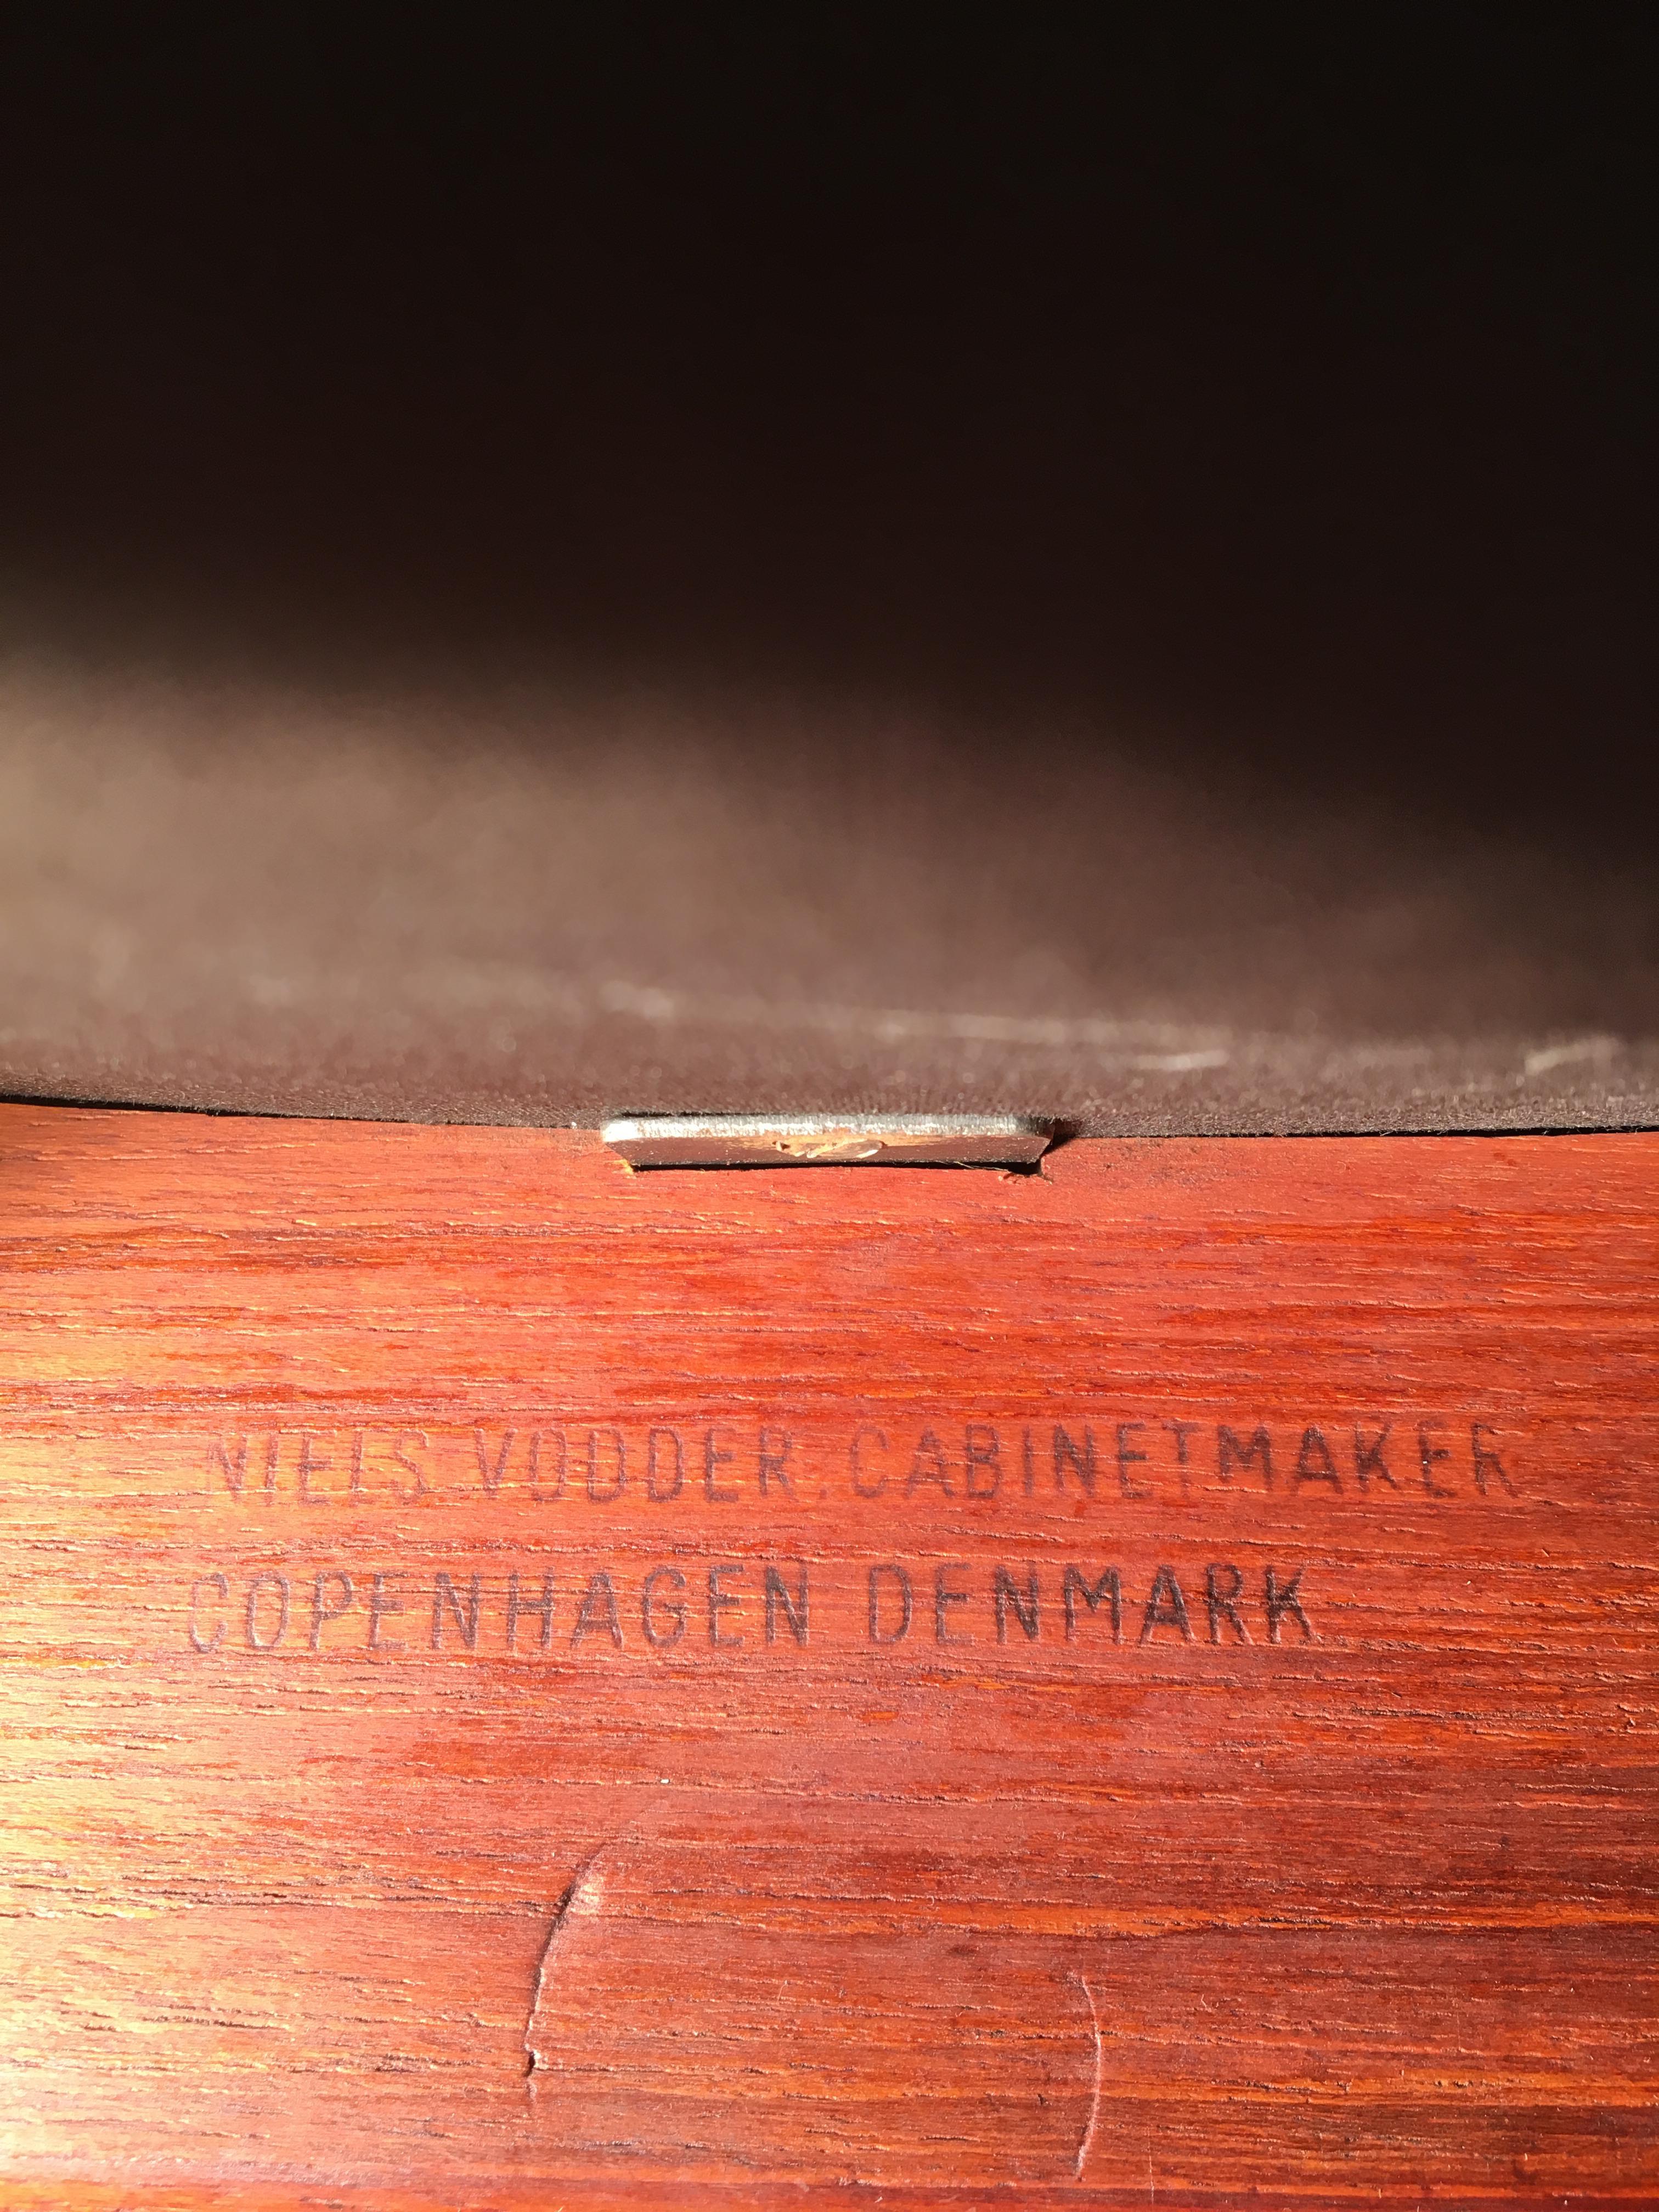 NIELS VODDER. CABINETMAKER
COPENHAGEN DENMARK